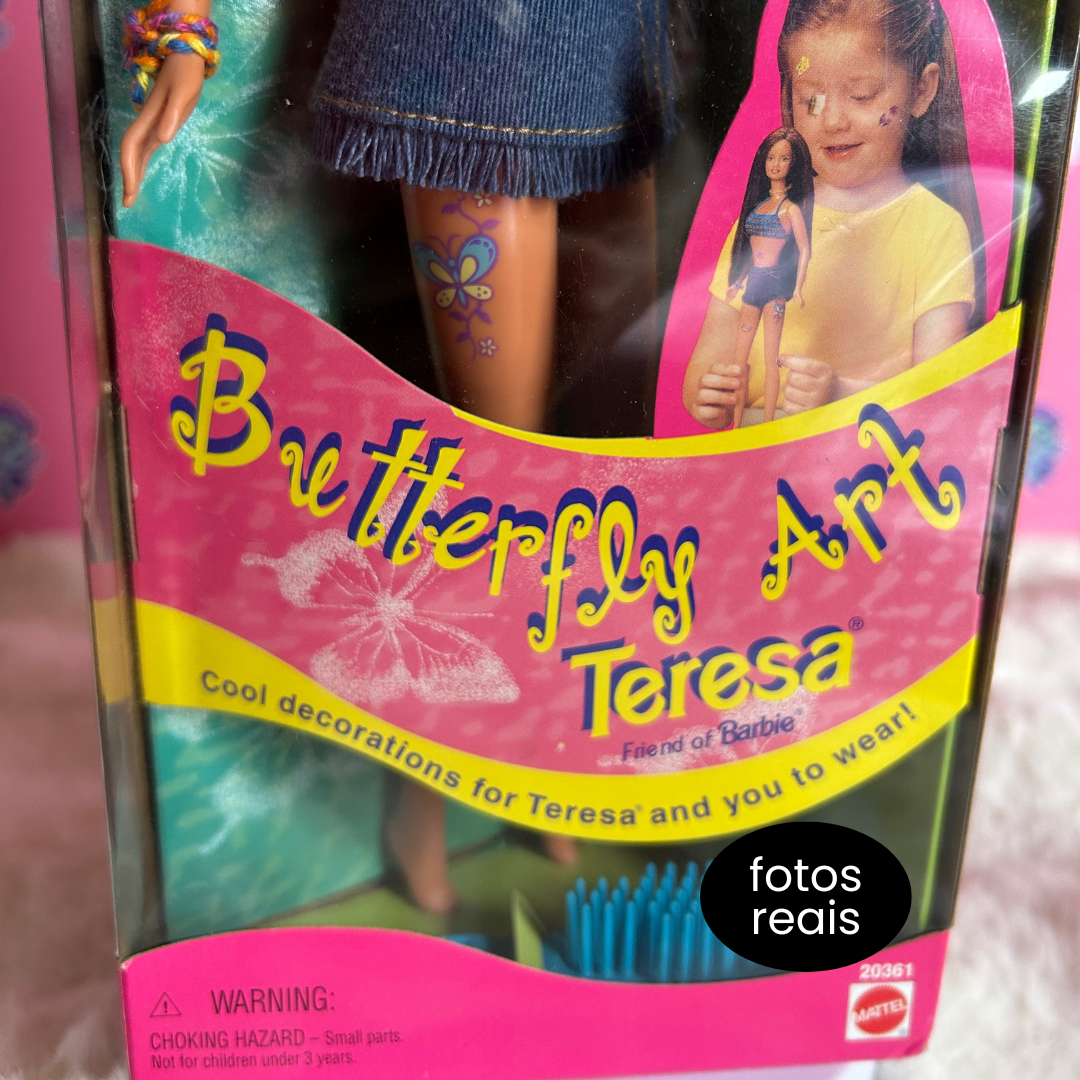 Butterfly Art
Teresa®
Friend of Barbie™
Cool decorations for Teresa® and you to wear!
fotos
reais
20361
MATTEL
WARNING:
CHOKING HAZARD – Small parts.
Not for children under 3 years.